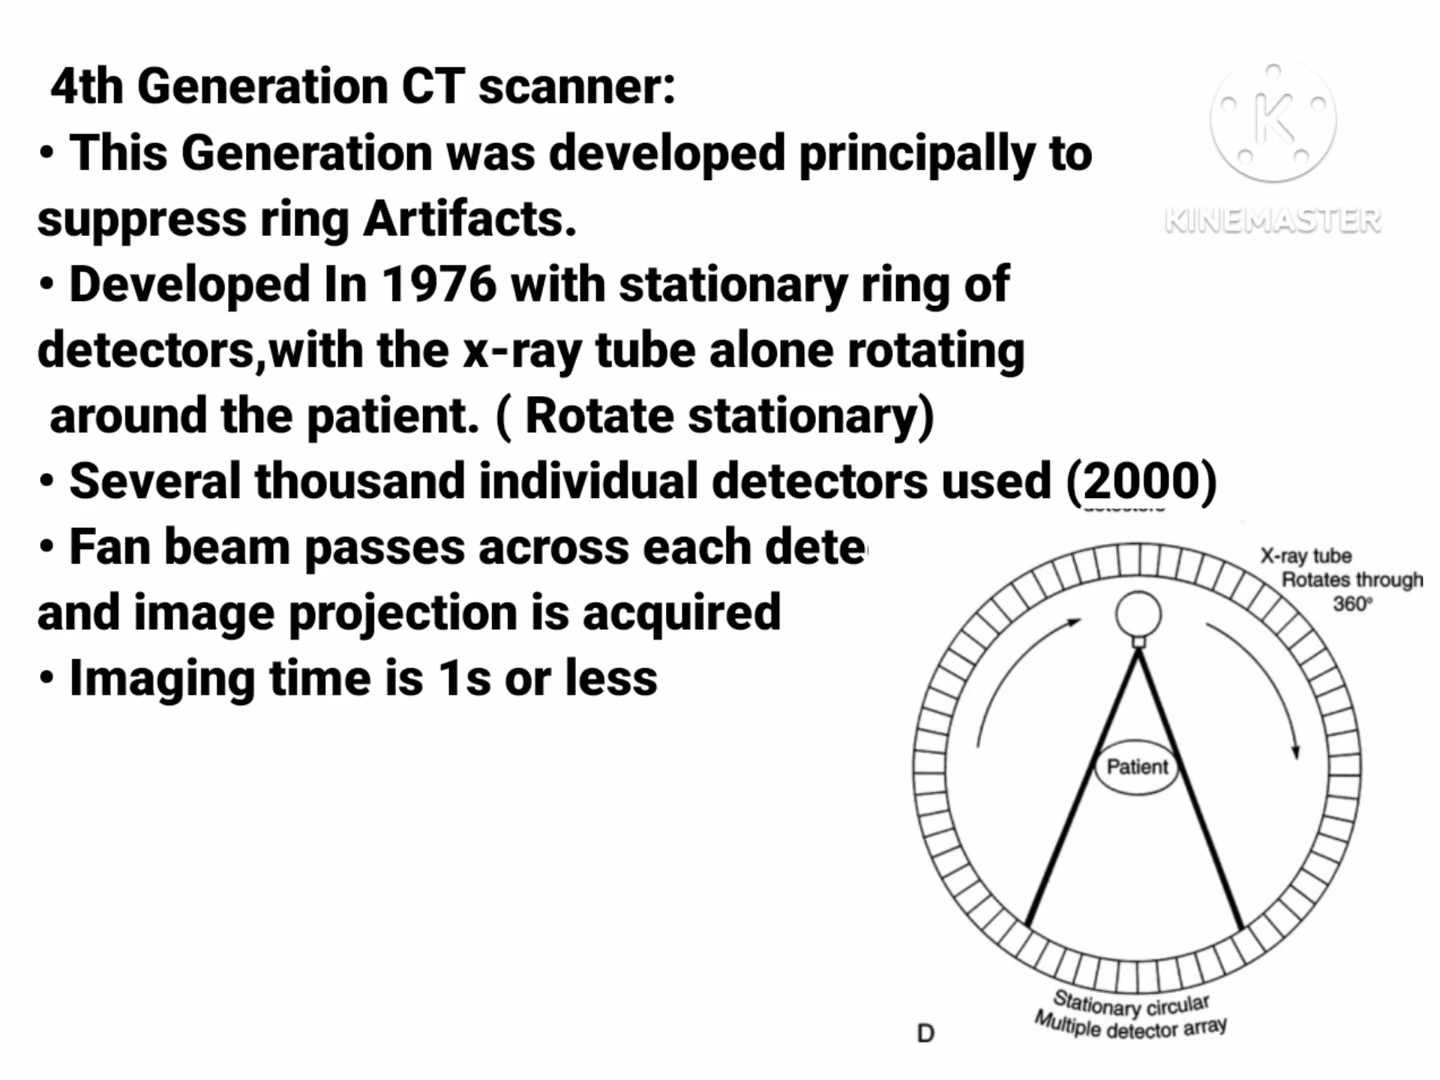 4th Generation CT scanner:
• This Generation was developed principally to
suppress ring Artifacts.
• Developed In 1976 with stationary ring of
detectors,with the x-ray tube alone rotating
around the patient. ( Rotate stationary)
• Several thousand individual detectors used (2000)
• Fan beam passes across each dete
and image projection is acquired
• Imaging time is 1s or less
KINEMASTER
X-ray tube
Rotates through
360°
Patient
Stationary circular
Multiple detector array
D